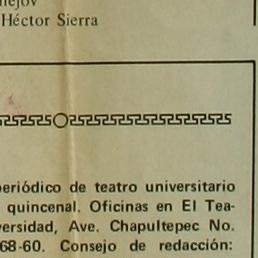 Héctor Sierra
periódico de teatro universitario
quincenal. Oficinas en El Tea-
versidad, Ave. Chapultepec No.
68-60. Consejo de redacción: